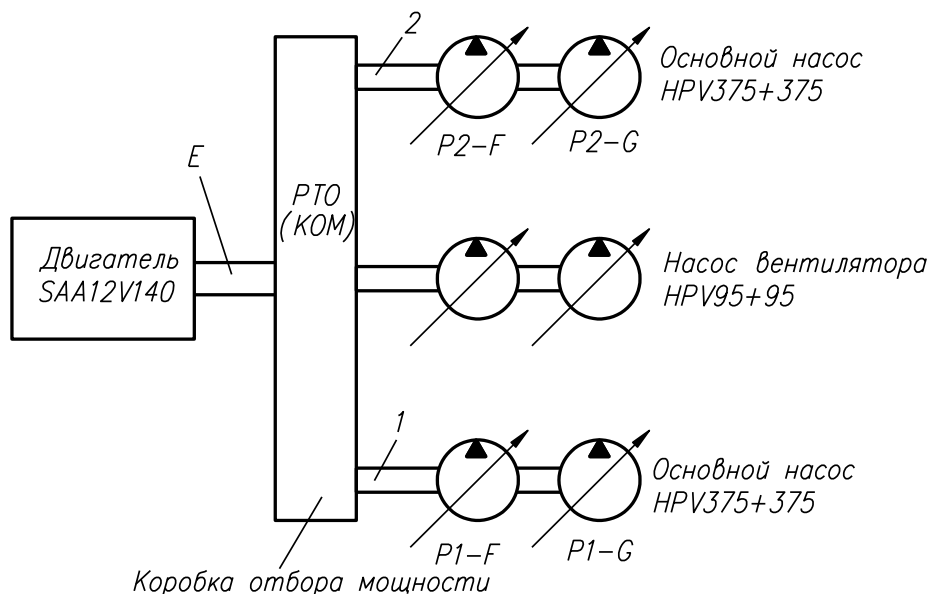 2
Основной насос
HPV375+375
P2-F
P2-G
E
PTO
(КОМ)
Двигатель
SAA12V140
Насос вентилятора
HPV95+95
1
Основной насос
HPV375+375
P1-F
P1-G
Коробка отбора мощности